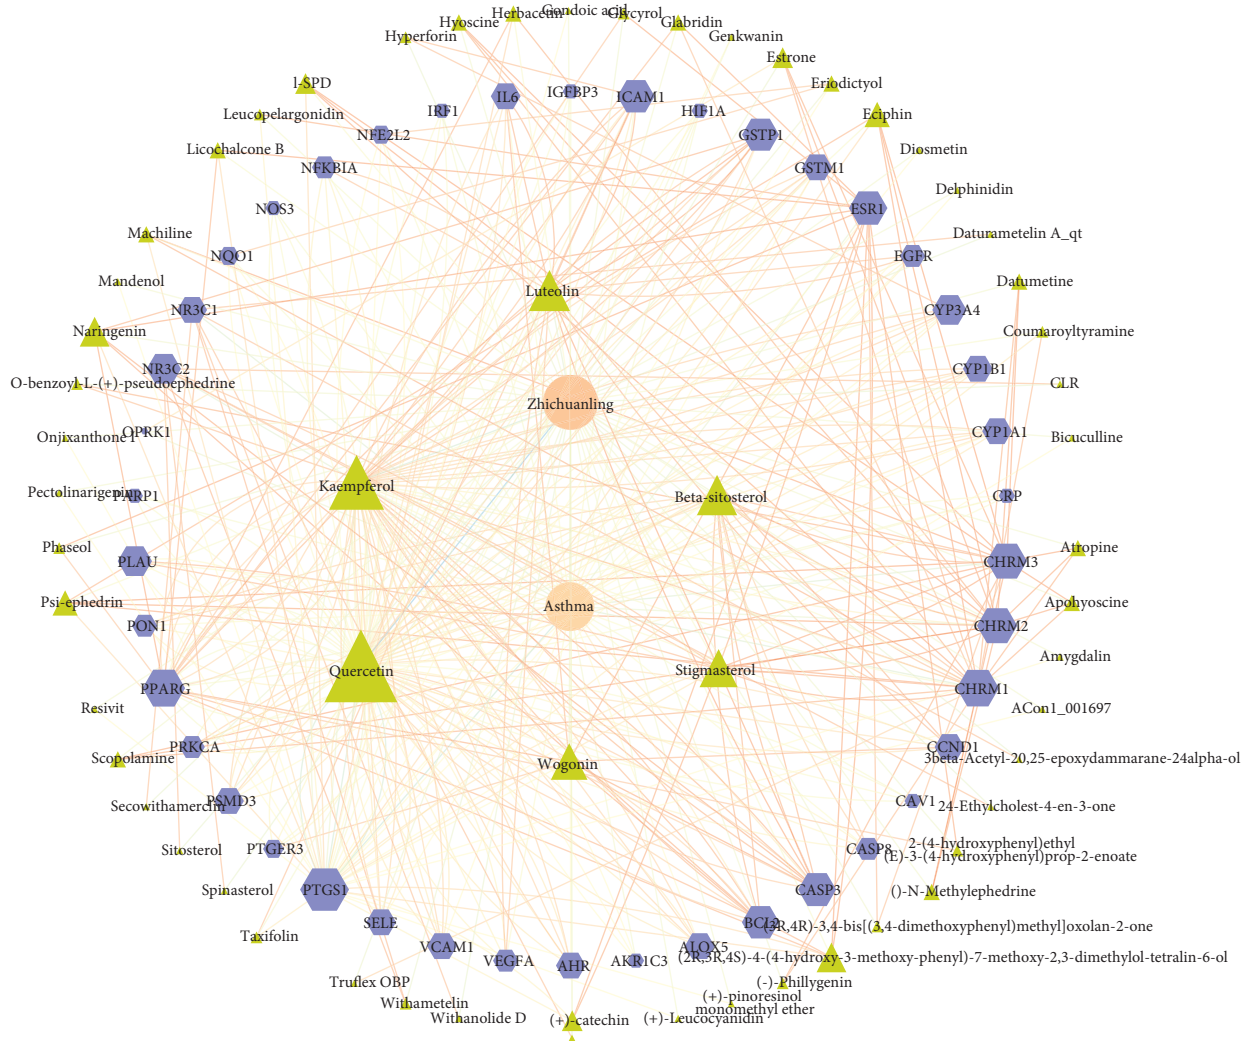 Gondoic acid
Herbacetin
Glycyrol
Hyoscine
Glabridin
Hyperforin
Genkwanin
Estrone
l-SPD
Eriodictyol
IL6
IGFBP3
ICAM1
IRF1
HIF1A
Leucopelargonidin
Eciphin
NFE2L2
GSTP1
Licochalcone B
Diosmetin
NFKBIA
GSTM1
Delphinidin
NOS3
ESR1
Machiline
Daturametelin A_qt
NQO1
EGFR
Mandenol
Datumetine
Luteolin
NR3C1
CYP3A4
Naringenin
Coumaroyltyramine
NR3C2
CYP1B1
O-benzoyl-L-(+)-pseudoephedrine
CLR
Zhichuanling
OPRK1
CYP1A1
Onjixanthone I
Bicuculline
Kaempferol
Beta-sitosterol
Pectolinarigenin
PARP1
CRP
Phaseol
Atropine
PLAU
CHRM3
Psi-ephedrin
Asthma
Apohyoscine
PON1
CHRM2
Amygdalin
Quercetin
Stigmasterol
PPARG
CHRM1
Resivit
ACon1_001697
PRKCA
CCND1
Scopolamine
Wogonin
3beta-Acetyl-20,25-epoxydammarane-24alpha-ol
Secowithamerelin
PSMD3
CAV1
24-Ethylcholest-4-en-3-one
Sitosterol
PTGER3
CASP8
2-(4-hydroxyphenyl)ethyl
(E)-3-(4-hydroxyphenyl)prop-2-enoate
Spinasterol
PTGS1
CASP3
()-N-Methylephedrine
Taxifolin
SELE
BCL2
(3R,4R)-3,4-bis[(3,4-dimethoxyphenyl)methyl]oxolan-2-one
VCAM1
ALOX5
VEGFA
AHR
AKR1C3
(2R,3R,4S)-4-(4-hydroxy-3-methoxy-phenyl)-7-methoxy-2,3-dimethylol-tetralin-6-ol
Truflex OBP
(-)-Phillygenin
Withametelin
(+)-pinoresinol
monomethyl ether
Withanolide D
(+)-catechin
(+)-Leucocyanidin